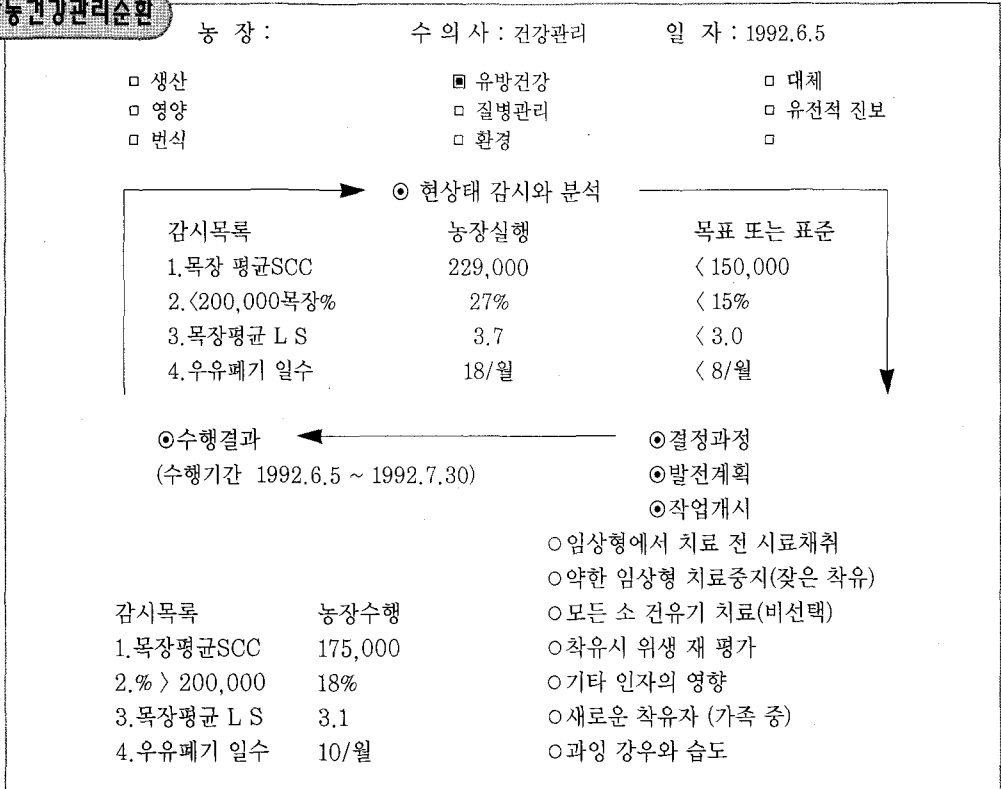 농건강관리순환
농 장 : 수 의 사 : 건강관리 일 자 : 1992.6.5
□ 생산 ▣ 유방건강 □ 대체
□ 영양 □ 질병관리 □ 유전적 진보
□ 번식 □ 환경 □
⊙ 현상태 감시와 분석
감시목록 농장실행 목표 또는 표준
1.목장 평균SCC 229,000 〈 150,000
2.〈200,000목장% 27% 〈 15%
3.목장평균 L S 3.7 〈 3.0
4.우유폐기 일수 18/월 〈 8/월
⊙수행결과
(수행기간 1992.6.5 ~ 1992.7.30)
⊙결정과정
⊙발전계획
⊙작업개시
○임상형에서 치료 전 시료채취
○약한 임상형 치료중지(잦은 착유)
○모든 소 건유기 치료(비선택)
○착유시 위생 재 평가
○기타 인자의 영향
○새로운 착유자 (가족 중)
○과잉 강우와 습도
감시목록 농장수행
1.목장평균SCC 175,000
2.% 〉 200,000 18%
3.목장평균 L S 3.1
4.우유폐기 일수 10/월